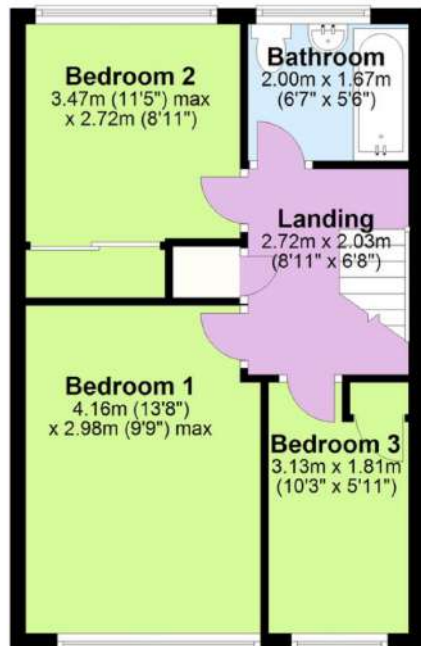 Bedroom 2
3.47m (11'5") max
x 2.72m (8'11")
Bathroom
2.00m x 1.67m
(6'7" x 5'6")
Landing
2.72m x 2.03m
(8'11" x 6'8")
Bedroom 1
4.16m (13'8")
x 2.98m (9'9") max
Bedroom 3
3.13m x 1.81m
(10'3" x 5'11")